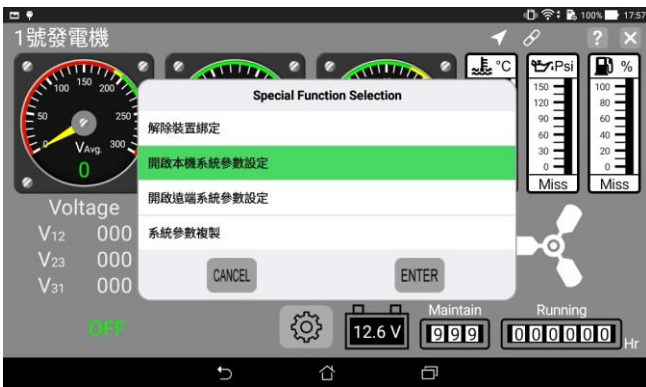 100% 17:57
1號發電機
? ×
°C Psi %
50 100 150 200 250 300
VAvg.
0
150 120 90 60 30 0
100 80 60 40 20 0
Miss Miss
Special Function Selection
解除裝置綁定
開啟本機系統參數設定
開啟遠端系統參數設定
系統參數複製
CANCEL ENTER
Voltage
V12 000
V23 000
V31 000
OFF
12.6 V
Maintain
999
Running
000000 Hr